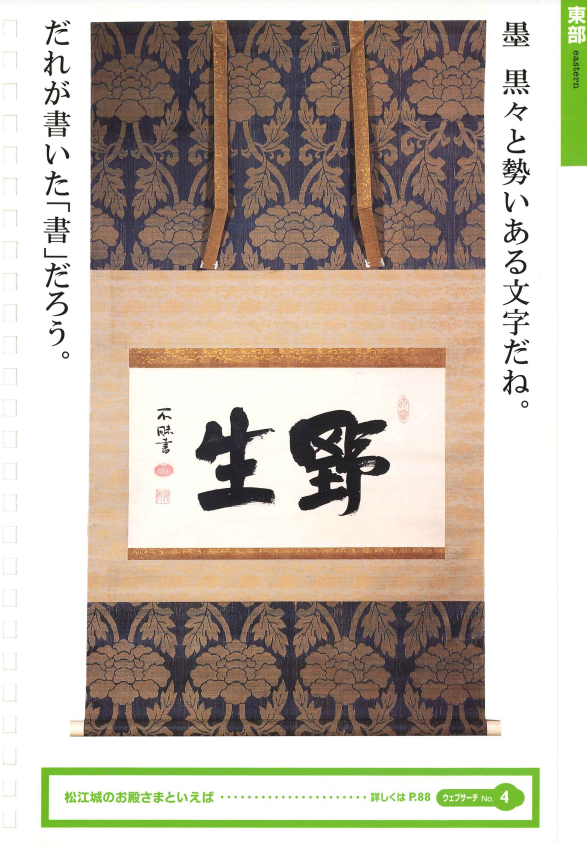 東部
eastern
墨 黒々と勢いある文字だね。
だれが書いた「書」だろう。
野生
不昧書
松江城のお殿さまといえば・・・・・・・・・・・・・・・・・・・・・・詳しくは P.88 ウェブサーチ No. 4